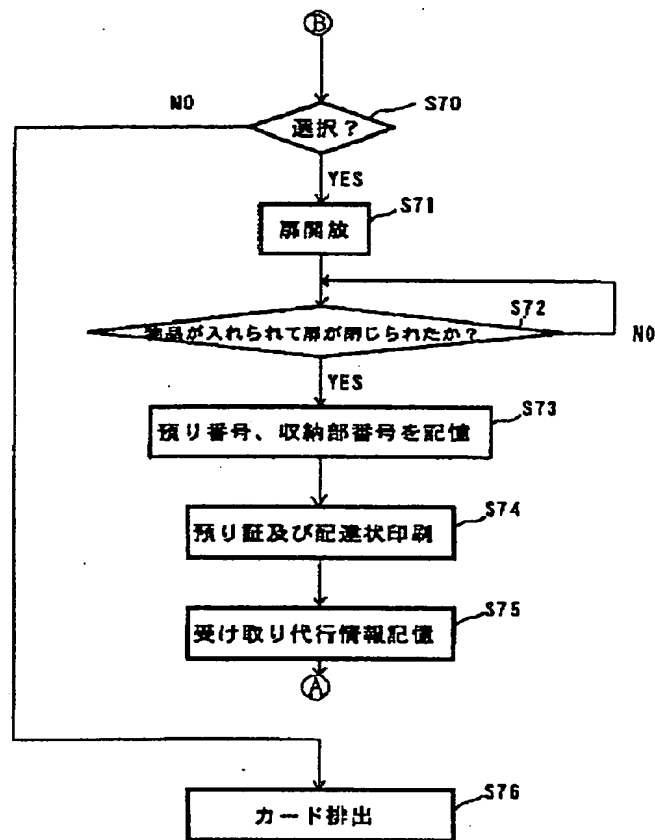 B
NO
S70
選択?
YES
S71
扉開放
S72
物品が入れられて扉が閉じられたか?
NO
YES
S73
預り番号、収納部番号を記憶
S74
預り証及び配達状印刷
S75
受け取り代行情報記憶
A
S76
カード排出